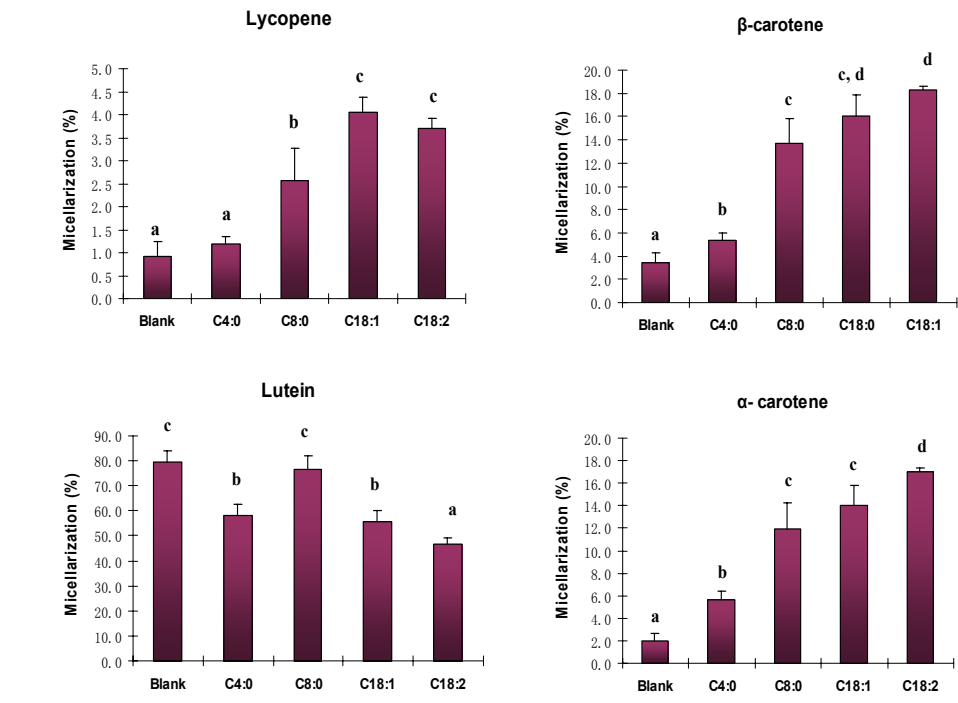 Lycopene
Micellarization (%)
5.0
4.5
4.0
3.5
3.0
2.5
2.0
1.5
1.0
0.5
0.0
a
a
b
c
c
Blank C4:0 C8:0 C18:1 C18:2
β-carotene
Micellarization (%)
20.0
18.0
16.0
14.0
12.0
10.0
8.0
6.0
4.0
2.0
0.0
a
b
c
c, d
d
Blank C4:0 C8:0 C18:0 C18:1
Lutein
Micellarization (%)
90.0
80.0
70.0
60.0
50.0
40.0
30.0
20.0
10.0
0.0
c
b
c
b
a
Blank C4:0 C8:0 C18:1 C18:2
α- carotene
Micellarization (%)
20.0
18.0
16.0
14.0
12.0
10.0
8.0
6.0
4.0
2.0
0.0
a
b
c
c
d
Blank C4:0 C8:0 C18:1 C18:2